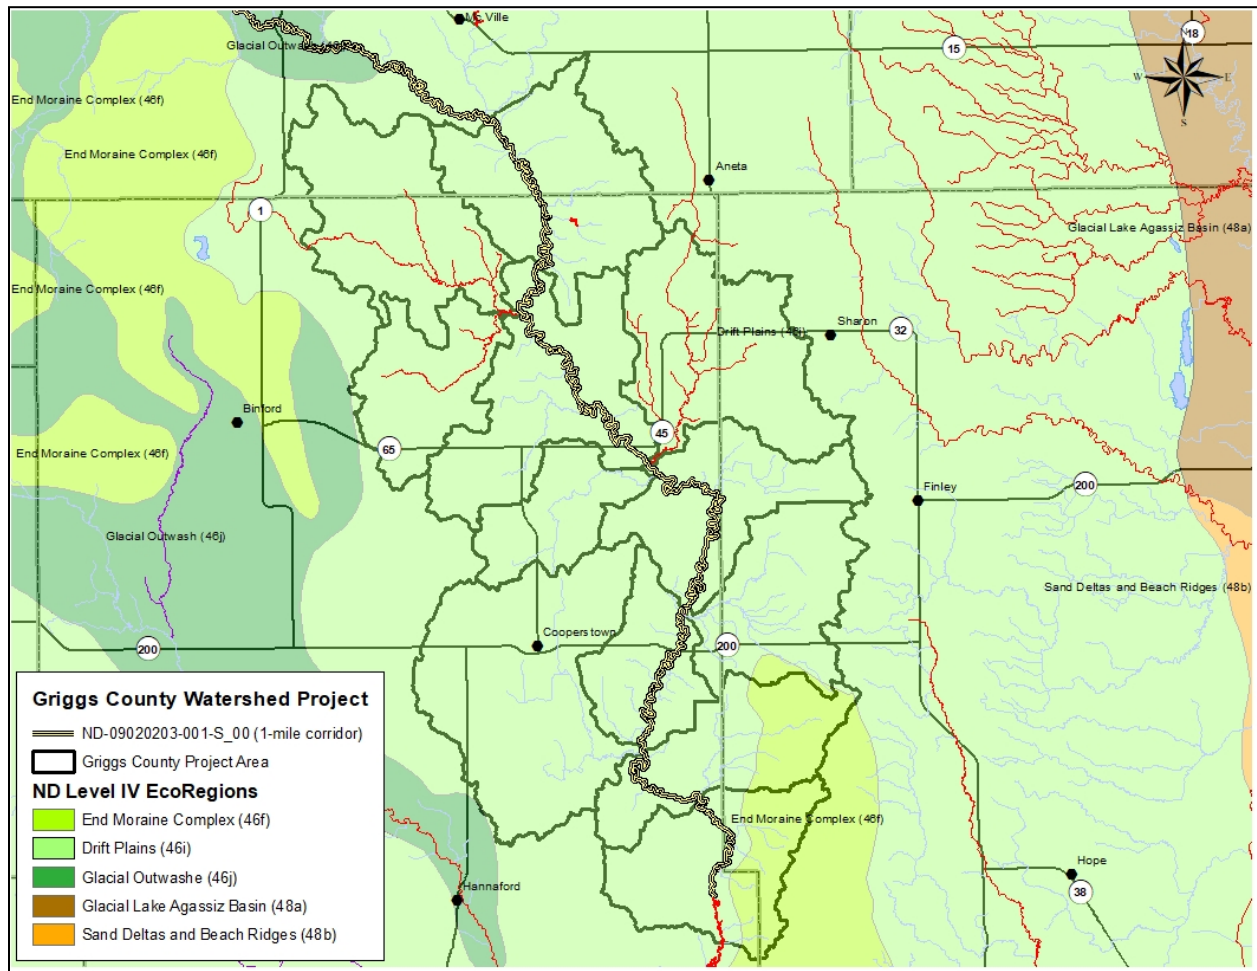 Mc Ville
18
N
Glacial Outwash (46j)
15
W
E
End Moraine Complex (46f)
S
End Moraine Complex (46f)
Aneta
1
Glacial Lake Agassiz Basin (48a)
End Moraine Complex (46f)
Drift Plains (46i)
Sharon
32
Binford
45
65
End Moraine Complex (46f)
200
Finley
Glacial Outwash (46j)
Sand Deltas and Beach Ridges (48b)
Cooperstown
200
200
Griggs County Watershed Project
ND-09020203-001-S_00 (1-mile corridor)
Griggs County Project Area
ND Level IV EcoRegions
End Moraine Complex (46f)
Drift Plains (46i)
Glacial Outwashe (46j)
Glacial Lake Agassiz Basin (48a)
Sand Deltas and Beach Ridges (48b)
End Moraine Complex (46f)
Hope
38
Hannaford